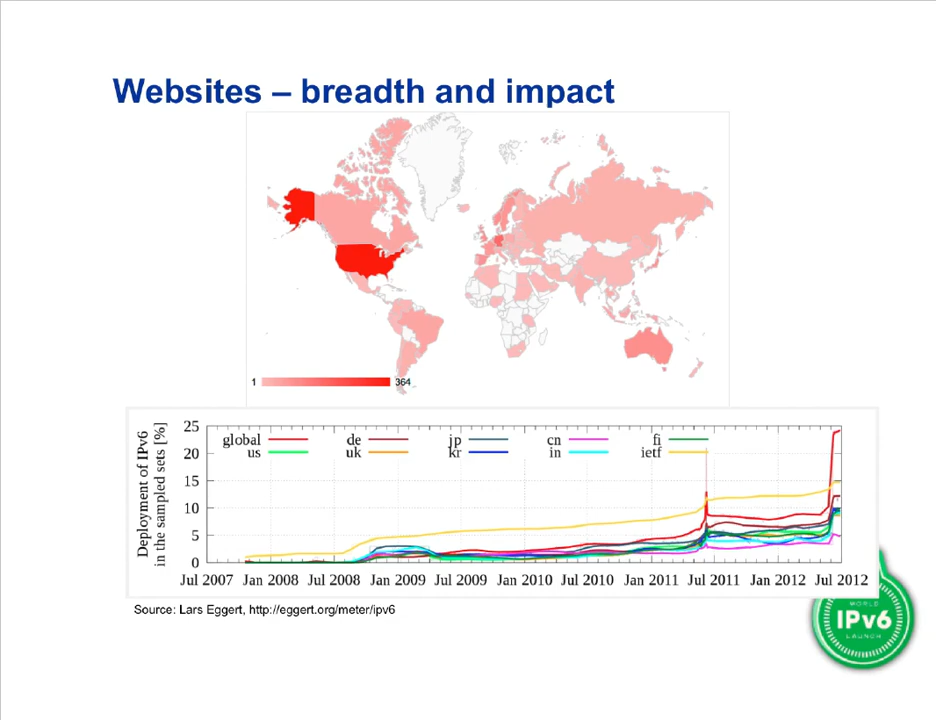 Websites – breadth and impact
1 364
Deployment of IPv6
in the sampled sets [%]
25
20
15
10
5
0
global de jp cn fi
us uk kr in ietf
Jul 2007 Jan 2008 Jul 2008 Jan 2009 Jul 2009 Jan 2010 Jul 2010 Jan 2011 Jul 2011 Jan 2012 Jul 2012
Source: Lars Eggert, http://eggert.org/meter/ipv6
WORLD
IPv6
LAUNCH